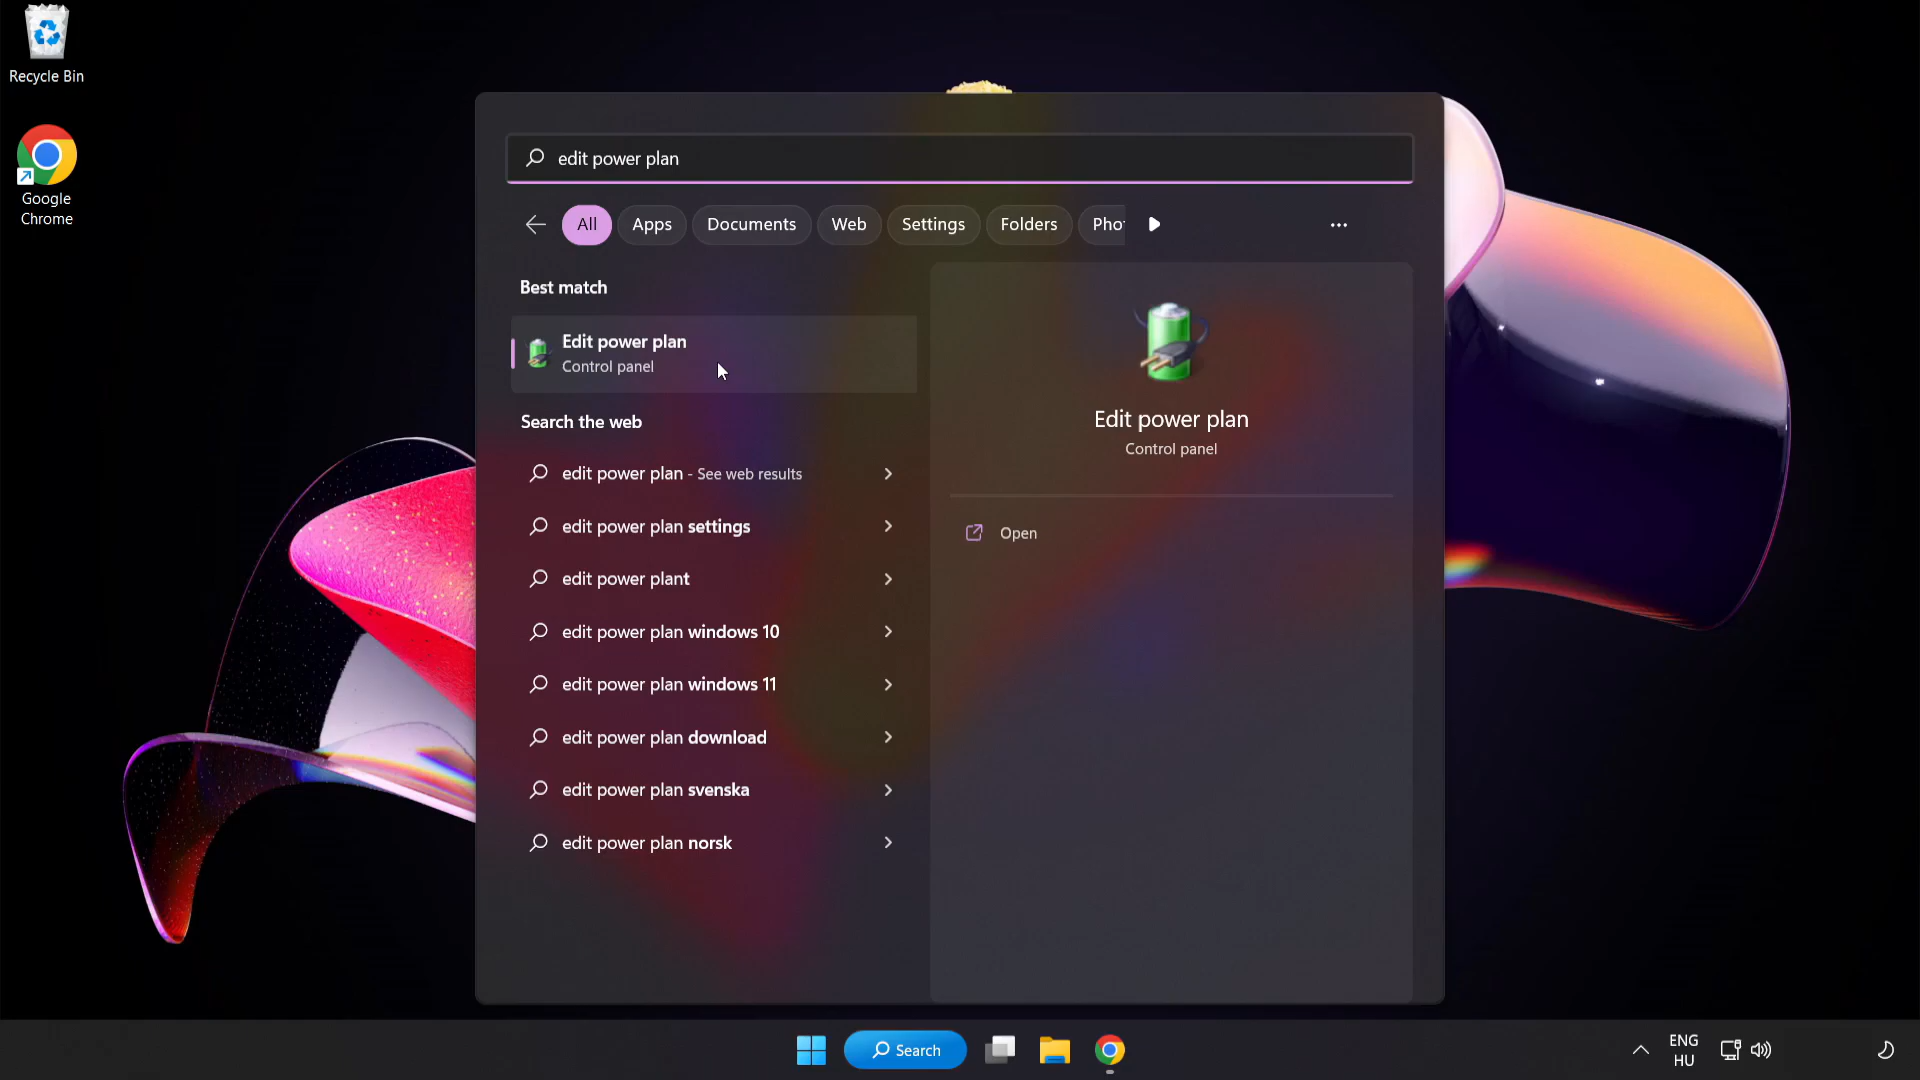 Recycle Bin
Google
Chrome
edit power plan
All
Apps
Documents
Web
Settings
Folders
Pho
Best match
Edit power plan
Control panel
Search the web
edit power plan - See web results
edit power plan settings
edit power plant
edit power plan windows 10
edit power plan windows 11
edit power plan download
edit power plan svenska
edit power plan norsk
Edit power plan
Control panel
Open
Search
ENG
HU